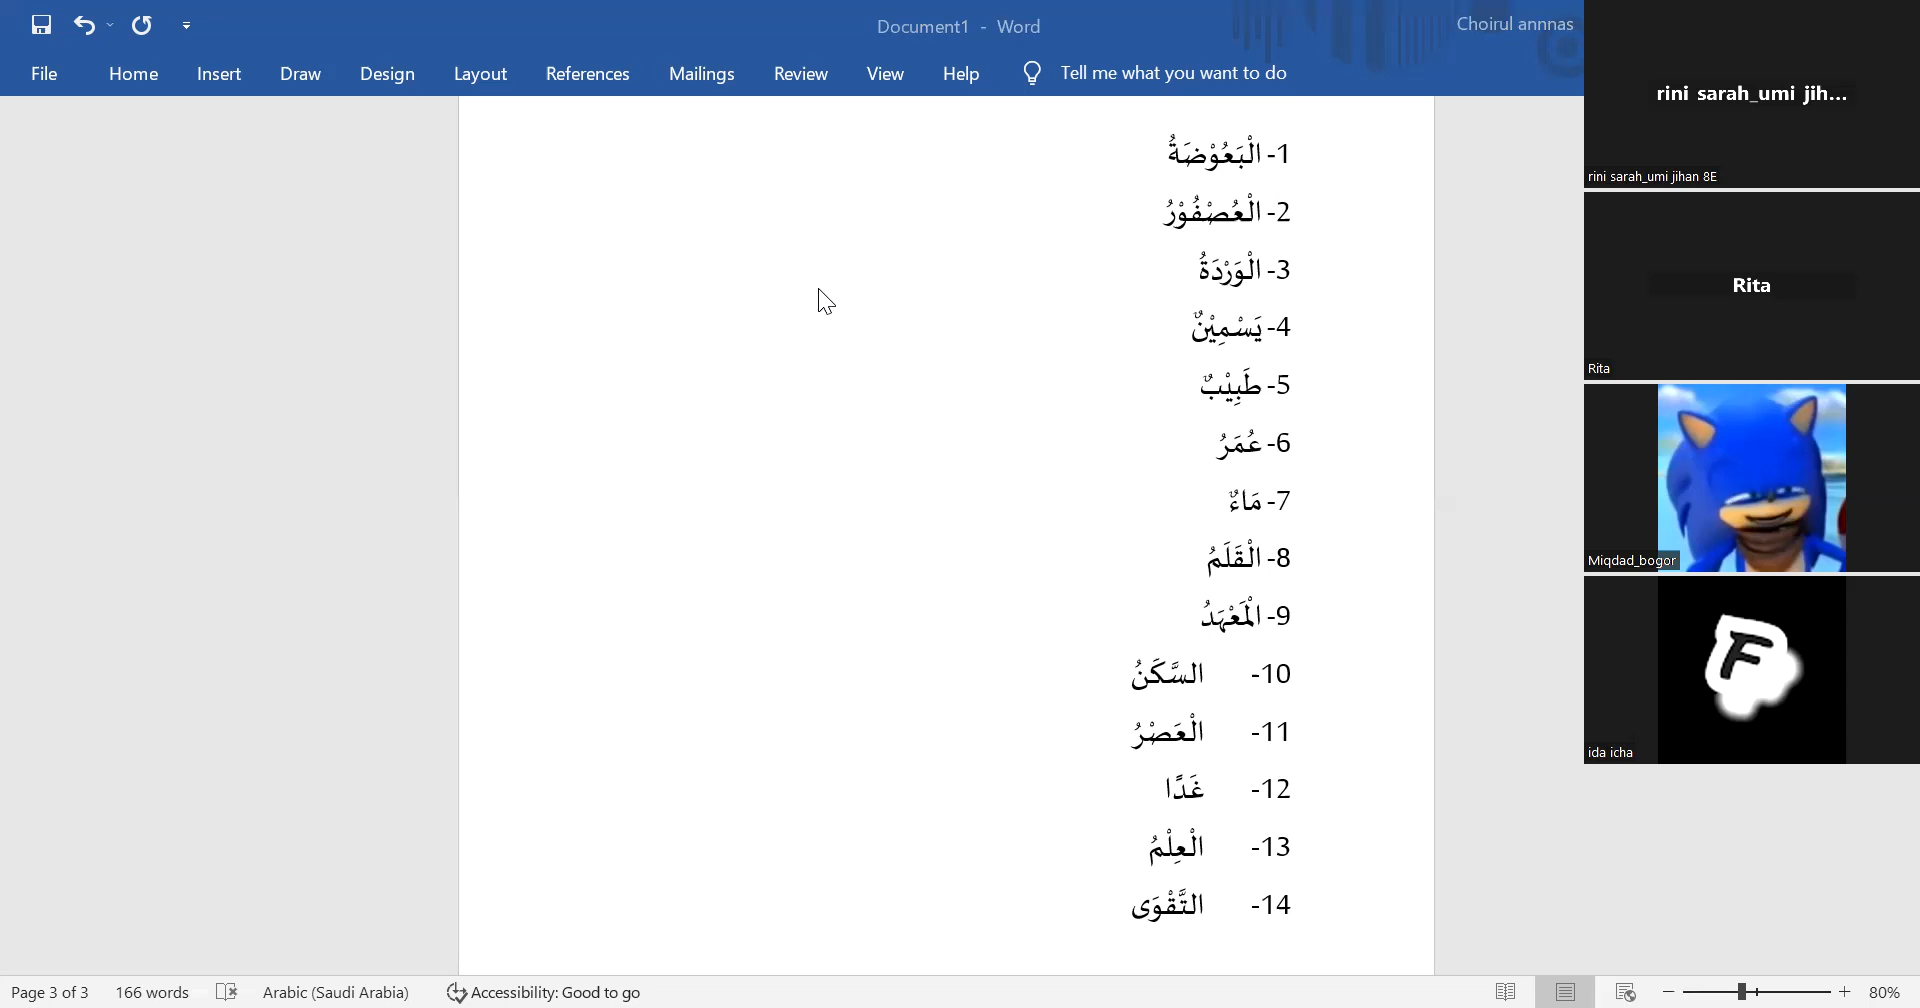 Document1 - Word
Choirul annnas
File Home Insert Draw Design Layout References Mailings Review View Help Tell me what you want to do
1- الْبَعُوْضَةُ
2- الْعُصْفُوْرُ
3- الْوَرْدَةُ
4- يَسْمِيْنٌ
5- طَبِيْبٌ
6- عُمَرُ
7- مَاءٌ
8- الْقَلَمُ
9- الْمَعْهَدُ
10- السَّكَنُ
11- الْعَصْرُ
12- غَدًا
13- الْعِلْمُ
14- التَّقْوَى
rini sarah_umi jih...
rini sarah_umi jihan 8E
Rita
Rita
Miqdad_bogor
F
ida icha
Page 3 of 3 166 words Arabic (Saudi Arabia) Accessibility: Good to go 80%